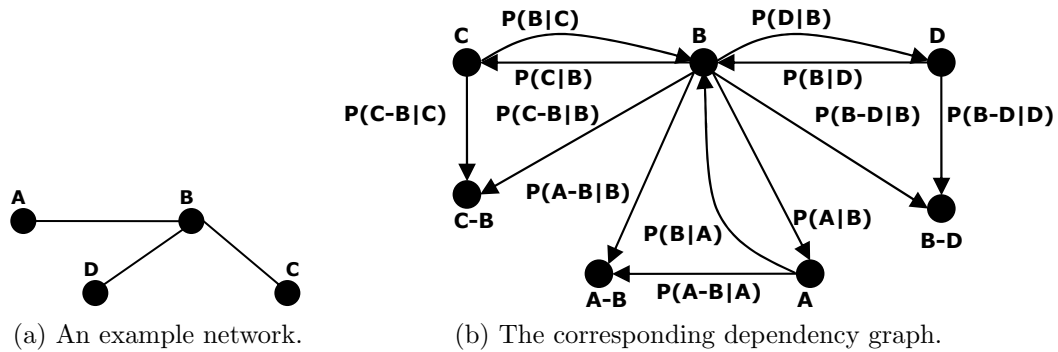 A
B
D
C
(a) An example network.
P(B|C)
P(D|B)
C
B
D
P(C|B)
P(B|D)
P(C-B|C)
P(C-B|B)
P(B-D|B)
P(B-D|D)
P(A-B|B)
P(A|B)
C-B
B-D
P(B|A)
A-B
P(A-B|A)
A
(b) The corresponding dependency graph.